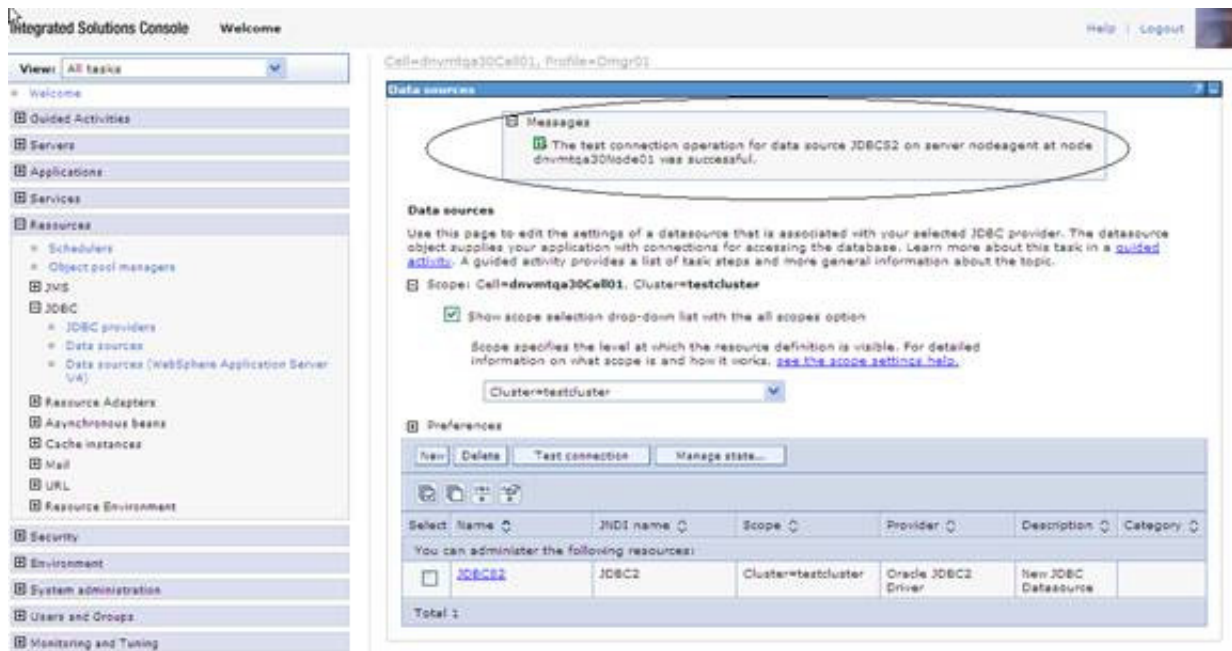 Integrated Solutions Console Welcome Help | Logout
View: All tasks
Welcome
Guided Activities
Servers
Applications
Services
Resources
Schedulers
Object pool managers
JMS
JDBC
JDBC providers
Data sources
Data sources (WebSphere Application Server V4)
Resource Adapters
Asynchronous beans
Cache instances
Mail
URL
Resource Environment
Security
Environment
System administration
Users and Groups
Monitoring and Tuning
Cell=dnvmtqa30Cell01, Profile=Dmgr01
Data sources ?
Messages
The test connection operation for data source JDBCS2 on server nodeagent at node
dnvmtqa30Node01 was successful.
Data sources
Use this page to edit the settings of a datasource that is associated with your selected JDBC provider. The datasource
object supplies your application with connections for accessing the database. Learn more about this task in a guided
activity. A guided activity provides a list of task steps and more general information about the topic.
Scope: Cell=dnvmtqa30Cell01, Cluster=testcluster
Show scope selection drop-down list with the all scopes option
Scope specifies the level at which the resource definition is visible. For detailed
information on what scope is and how it works, see the scope settings help.
Cluster=testcluster
Preferences
New Delete Test connection Manage state...
Select Name JNDI name Scope Provider Description Category
You can administer the following resources:
JDBCS2 JDBC2 Cluster=testcluster Oracle JDBC2 Driver New JDBC Datasource
Total 1